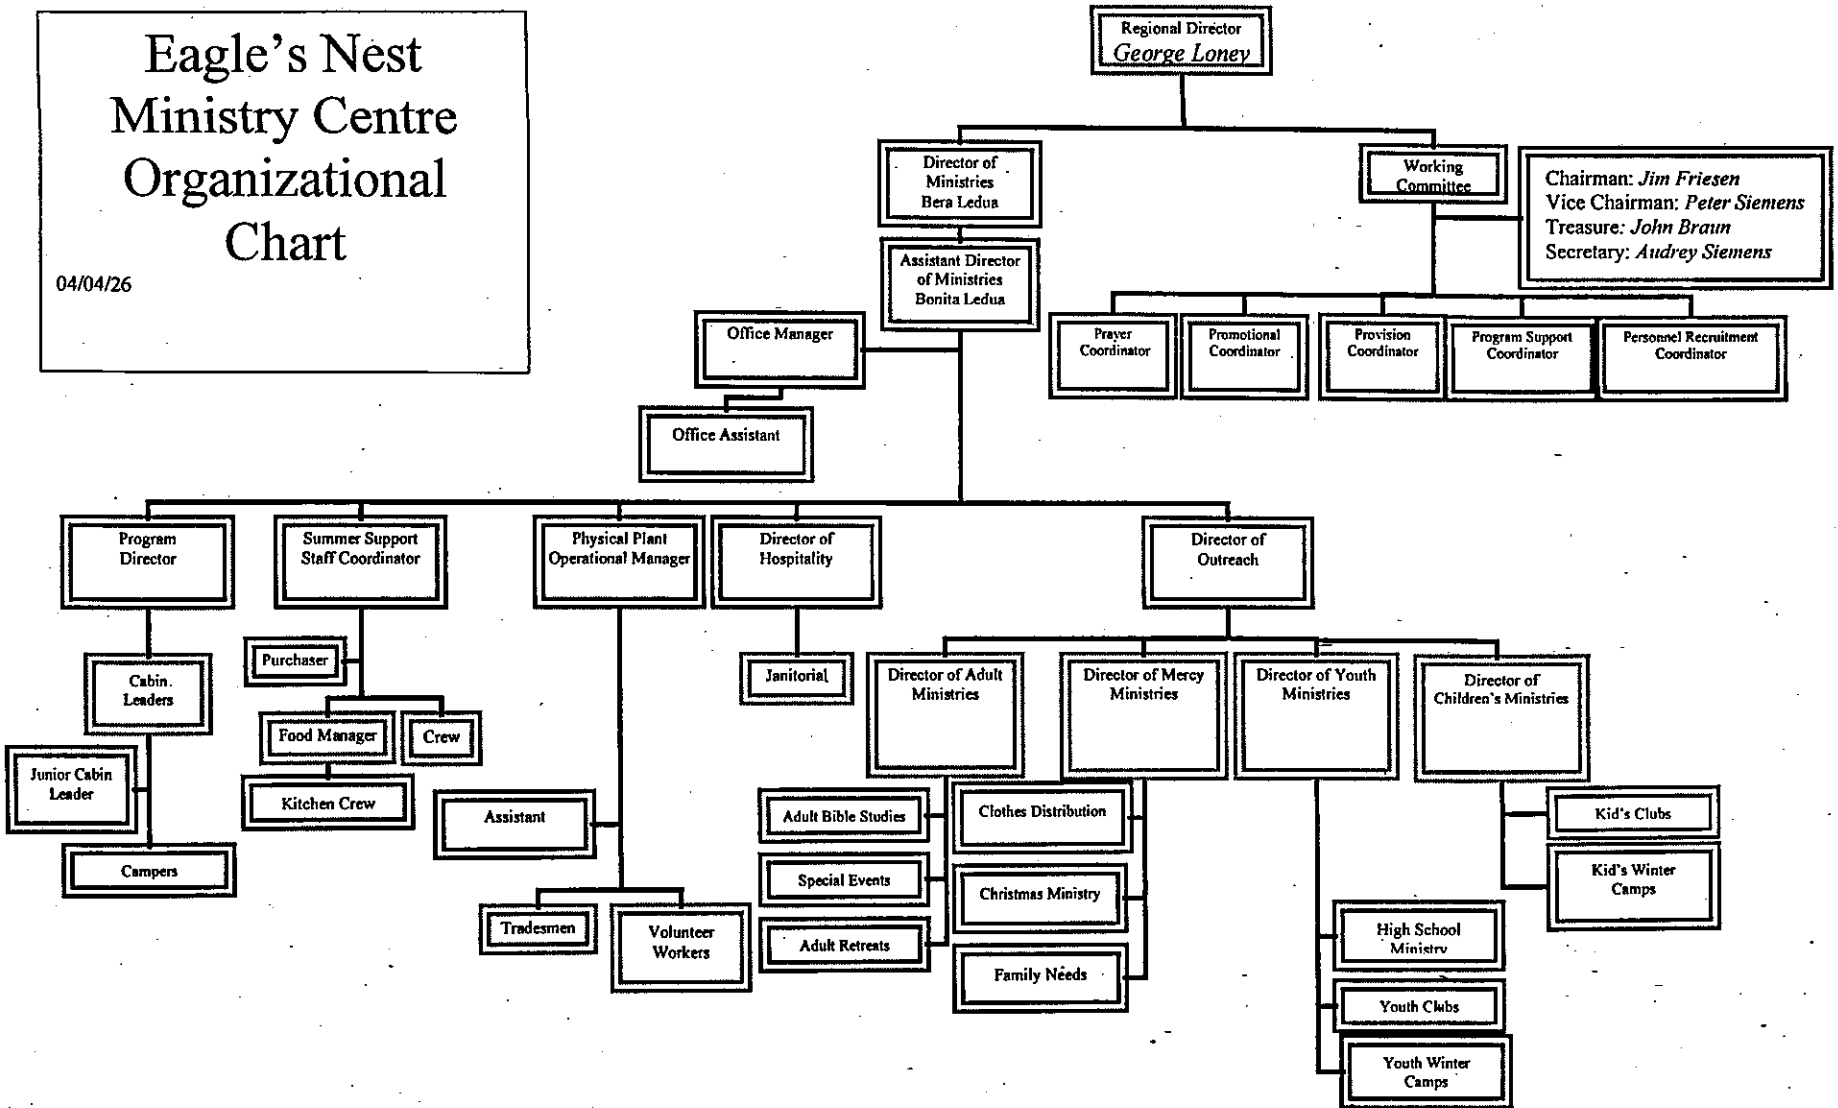 Eagle's Nest
Ministry Centre
Organizational
Chart
04/04/26
Regional Director
George Loney
Director of
Ministries
Bera Ledua
Working
Committee
Chairman: Jim Friesen
Vice Chairman: Peter Siemens
Treasure: John Braun
Secretary: Audrey Siemens
Assistant Director
of Ministries
Bonita Ledua
Office Manager
Office Assistant
Prayer
Coordinator
Promotional
Coordinator
Provision
Coordinator
Program Support
Coordinator
Personnel Recruitment
Coordinator
Program
Director
Summer Support
Staff Coordinator
Physical Plant
Operational Manager
Director of
Hospitality
Director of
Outreach
Cabin
Leaders
Junior Cabin
Leader
Campers
Purchaser
Food Manager
Crew
Kitchen Crew
Assistant
Tradesmen
Volunteer
Workers
Janitorial
Director of Adult
Ministries
Director of Mercy
Ministries
Director of Youth
Ministries
Director of
Children's Ministries
Adult Bible Studies
Special Events
Adult Retreats
Clothes Distribution
Christmas Ministry
Family Needs
High School
Ministry
Youth Clubs
Youth Winter
Camps
Kid's Clubs
Kid's Winter
Camps